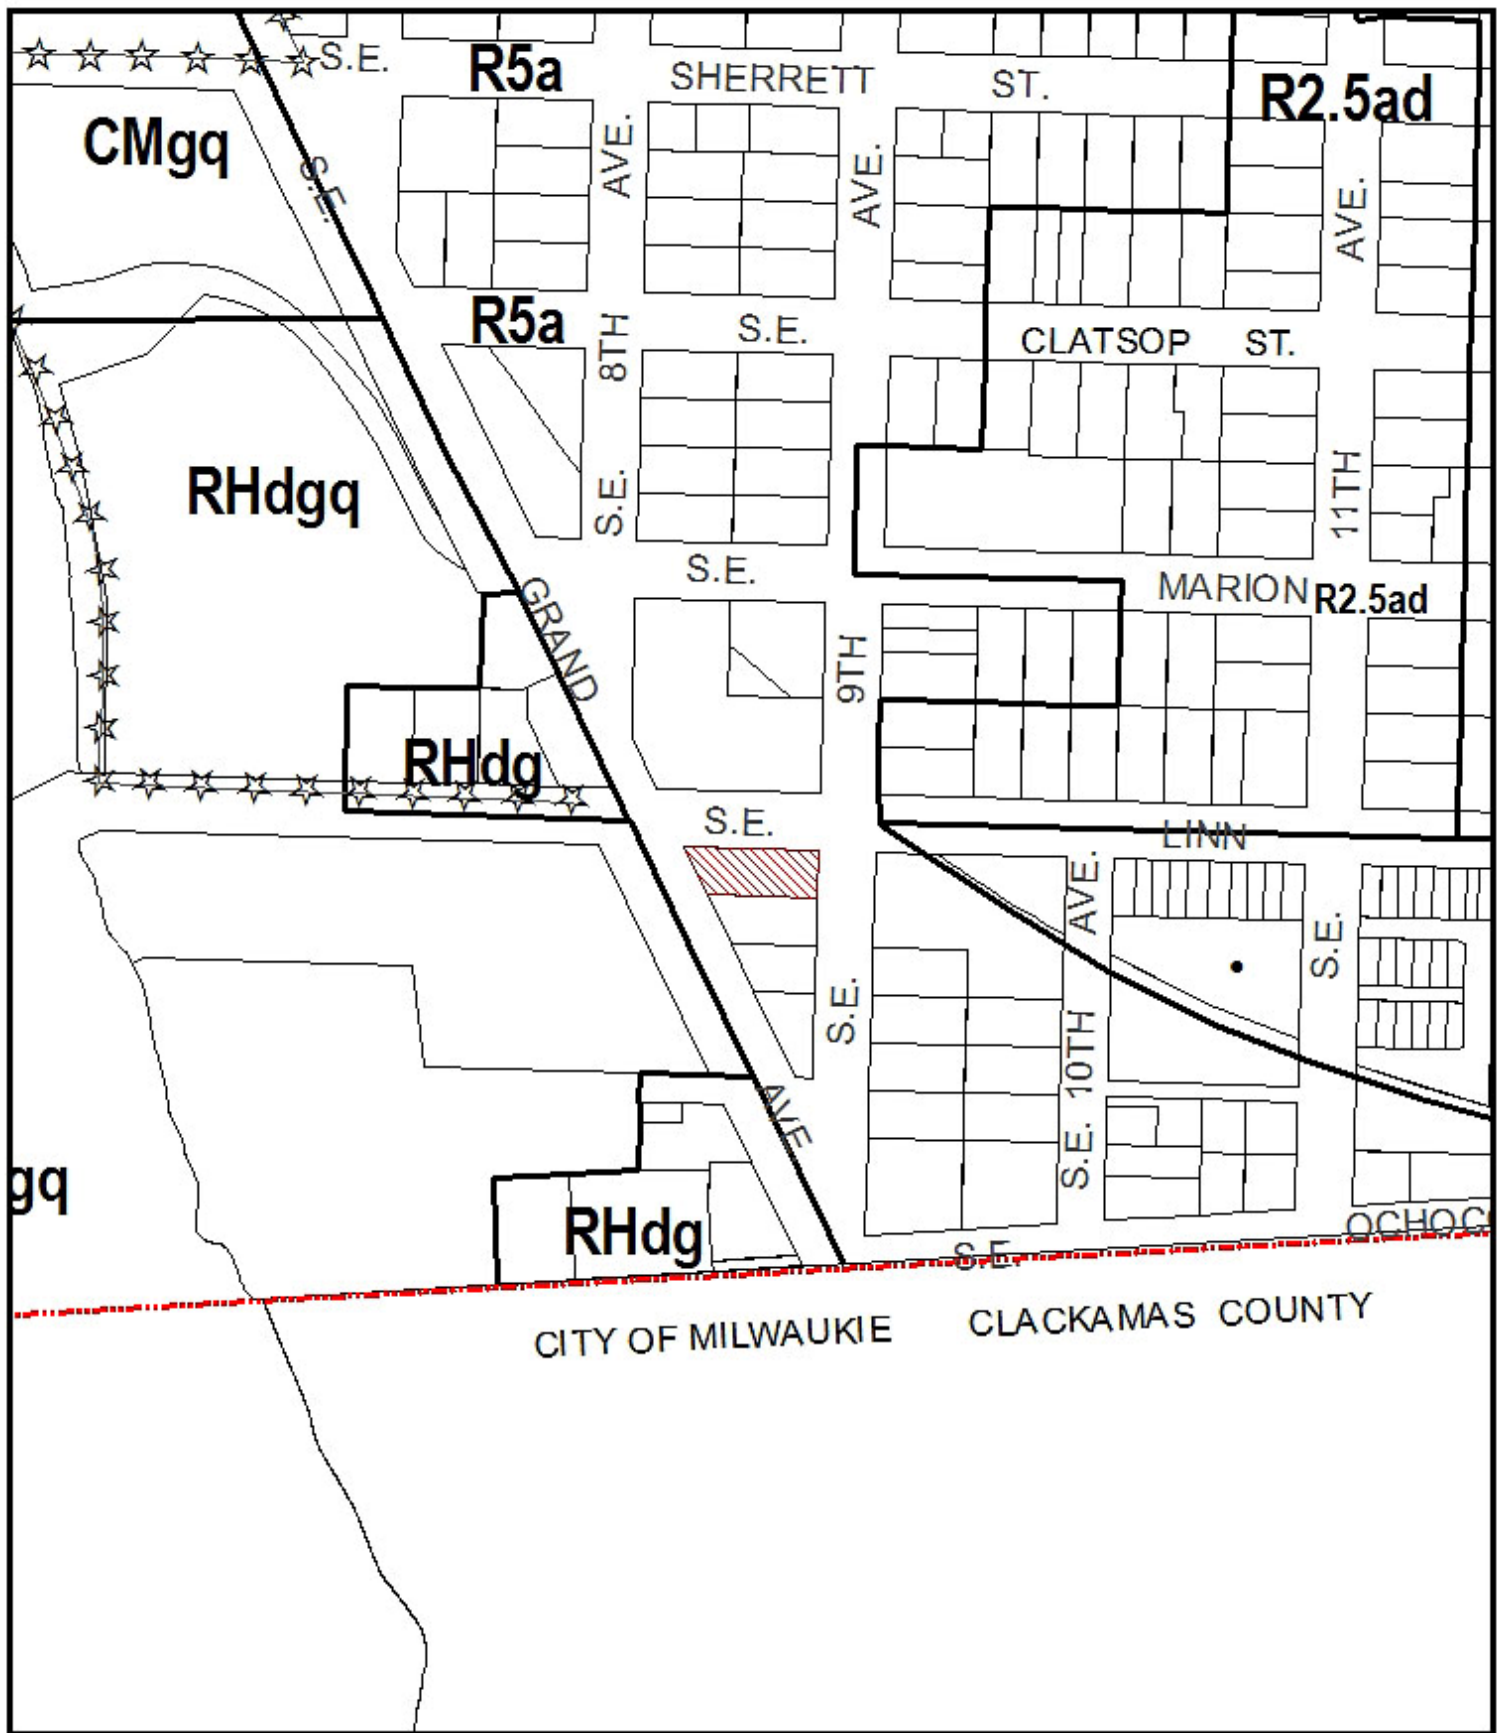 S.E.
R5a
SHERRETT
ST.
R2.5ad
CMgq
S.E.
AVE.
AVE.
AVE.
R5a
8TH
S.E.
CLATSOP
ST.
RHdgq
S.E.
11TH
S.E.
GRAND
MARION
R2.5ad
9TH
RHdg
S.E.
LINN
AVE.
S.E.
S.E.
10TH
AVE
S.E.
gq
RHdg
S.E.
OCHOC
CITY OF MILWAUKIE
CLACKAMAS COUNTY